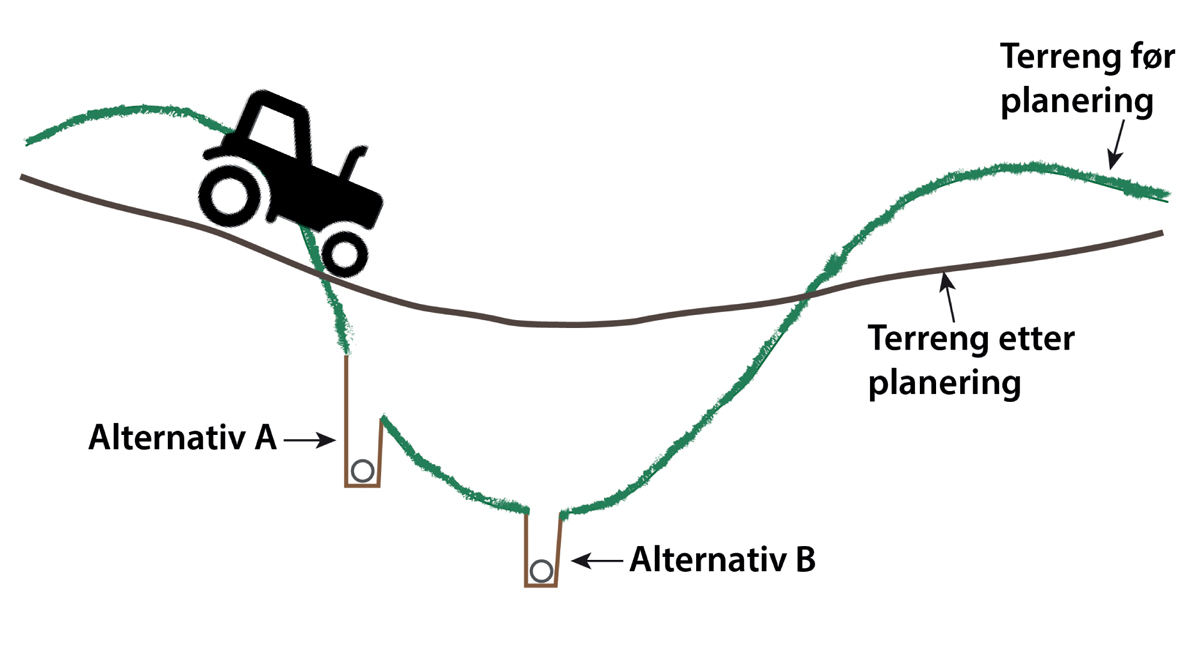 Terreng før
planering
Terreng etter
planering
Alternativ A
Alternativ B